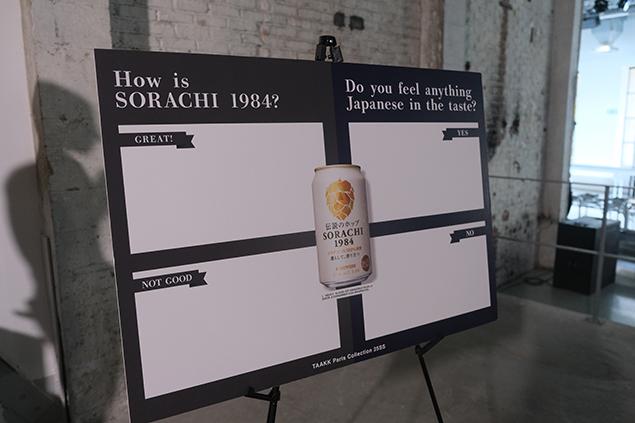 How is
SORACHI 1984?
Do you feel anything
Japanese in the taste?
GREAT!
YES
NOT GOOD
NO
伝説のホップ
SORACHI
1984
TAAKK Paris Collection 25SS